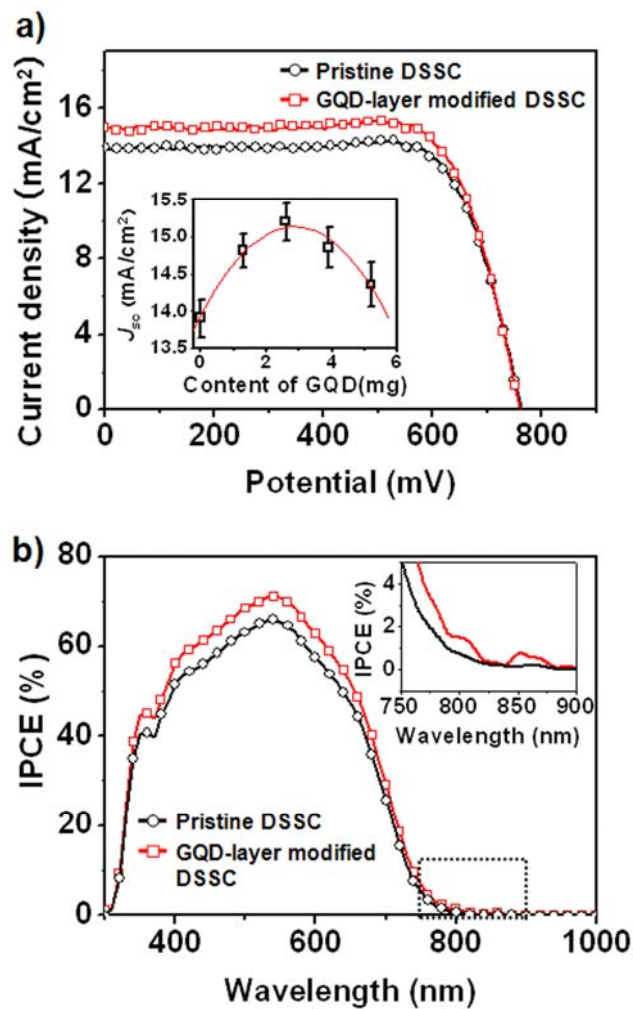 a)
Pristine DSSC
GQD-layer modified DSSC
Current density (mA/cm²)
16
12
8
4
0
0
200
400
600
800
Potential (mV)
Jsc (mA/cm²)
15.5
15.0
14.5
14.0
13.5
0
2
4
6
Content of GQD(mg)
b)
IPCE (%)
80
60
40
20
0
400
600
800
1000
Wavelength (nm)
Pristine DSSC
GQD-layer modified
DSSC
IPCE (%)
4
2
0
750
800
850
900
Wavelength (nm)